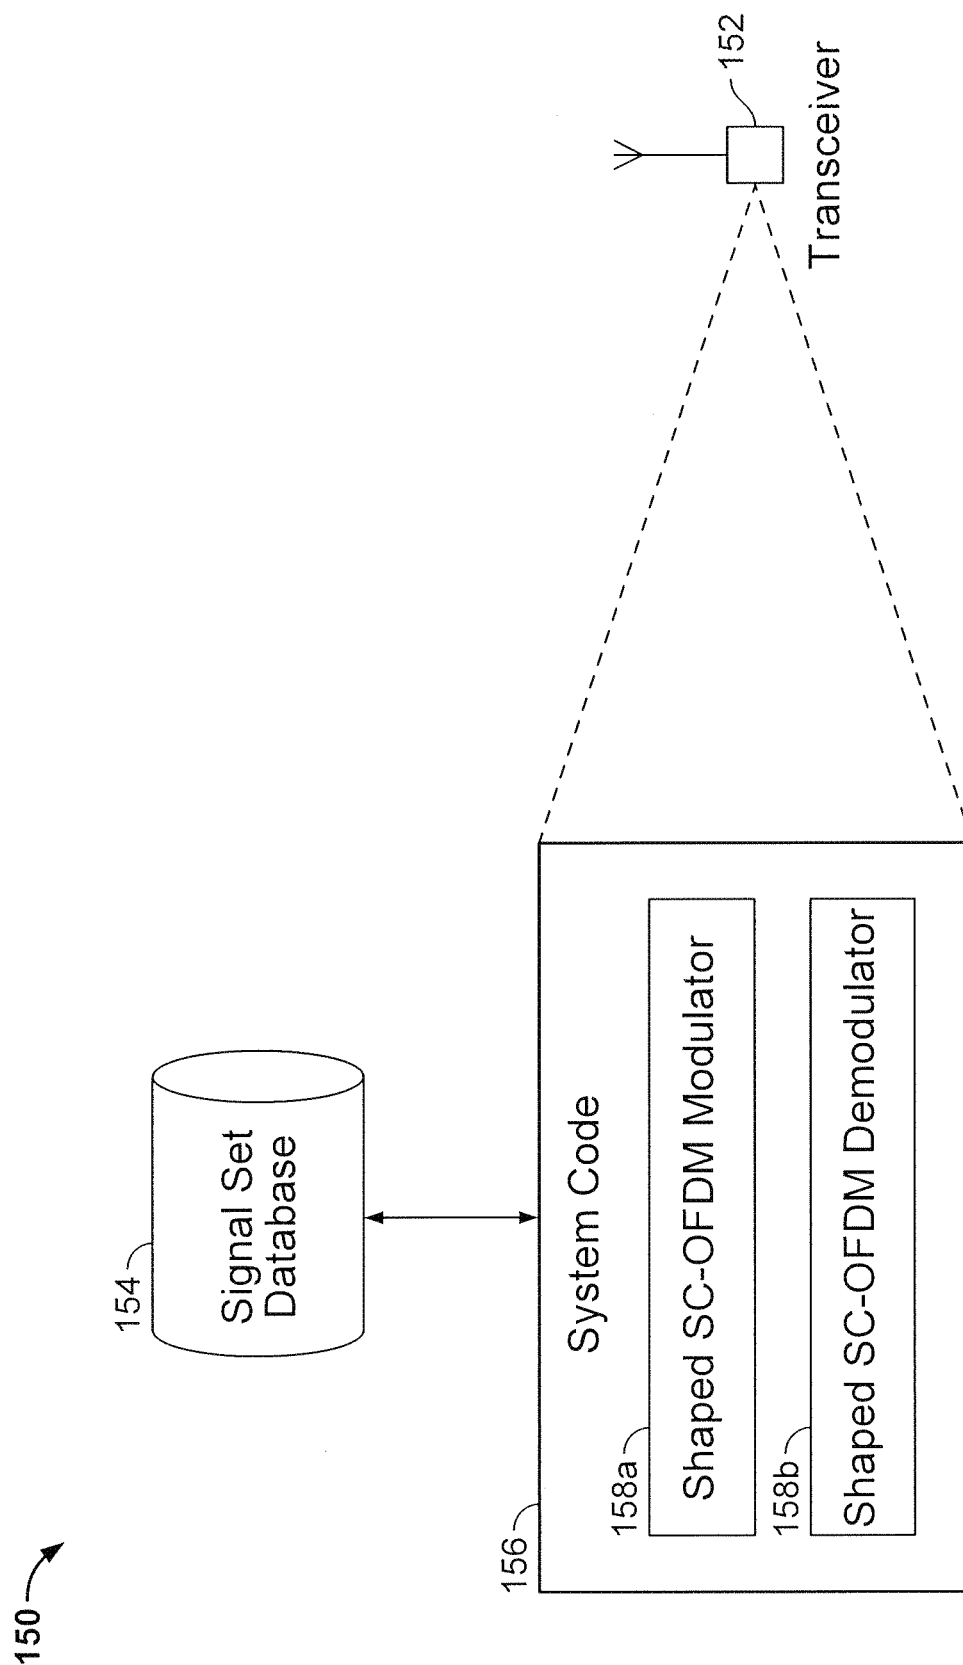 150
154
Signal Set
Database
156
System Code
158a
Shaped SC-OFDM Modulator
158b
Shaped SC-OFDM Demodulator
152
Transceiver